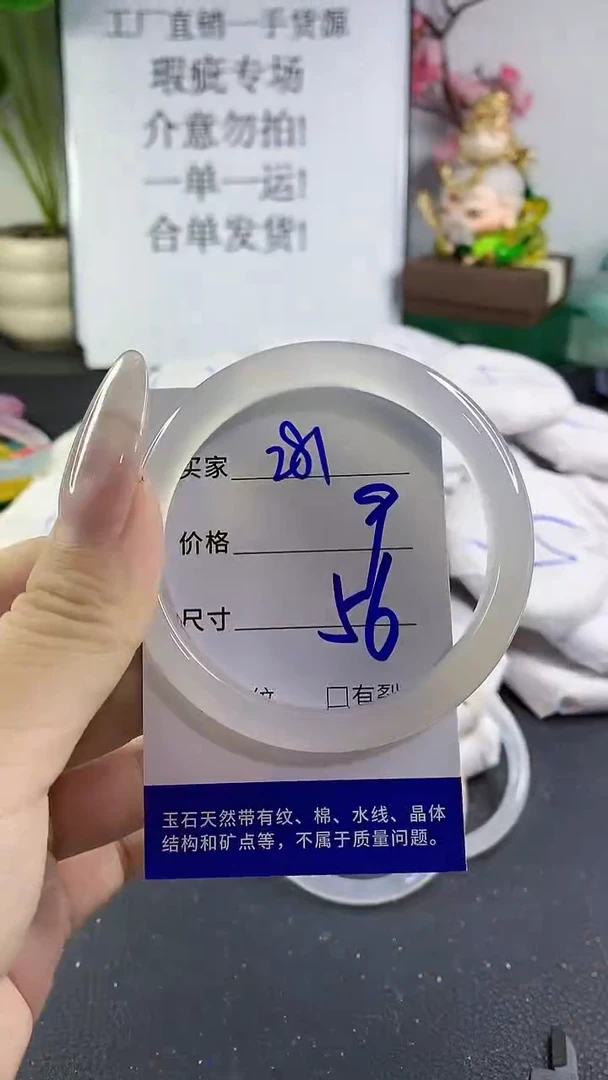 工厂直销一手货源
瑕疵专场
介意勿拍!
一单一运!
合单发货!
买家 281
价格 9
尺寸 56
纹 □有裂
玉石天然带有纹、棉、水线、晶体
结构和矿点等，不属于质量问题。